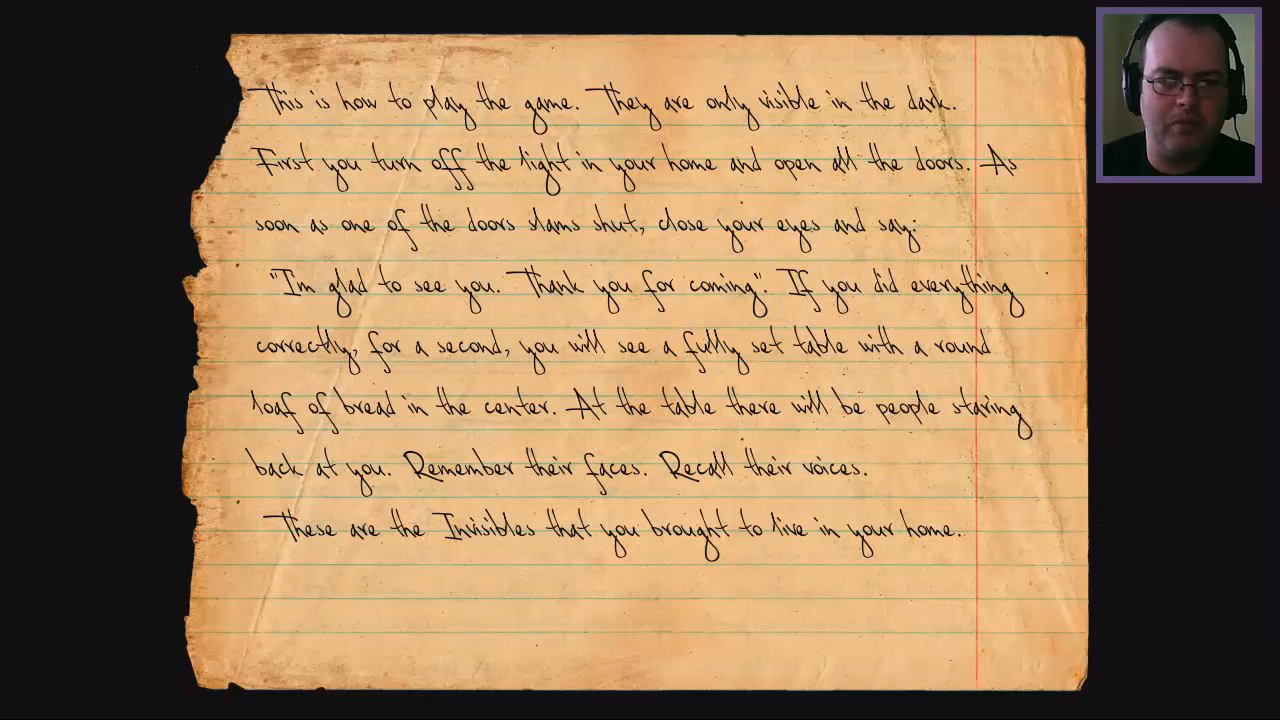 This is how to play the game. They are only visible in the dark.
First you turn off the light in your home and open all the doors. As
soon as one of the doors slams shut, close your eyes and say:
"I'm glad to see you. Thank you for coming". If you did everything
correctly, for a second, you will see a fully set table with a round
loaf of bread in the center. At the table there will be people staring
back at you. Remember their faces. Recall their voices.
These are the Invisibles that you brought to live in your home.